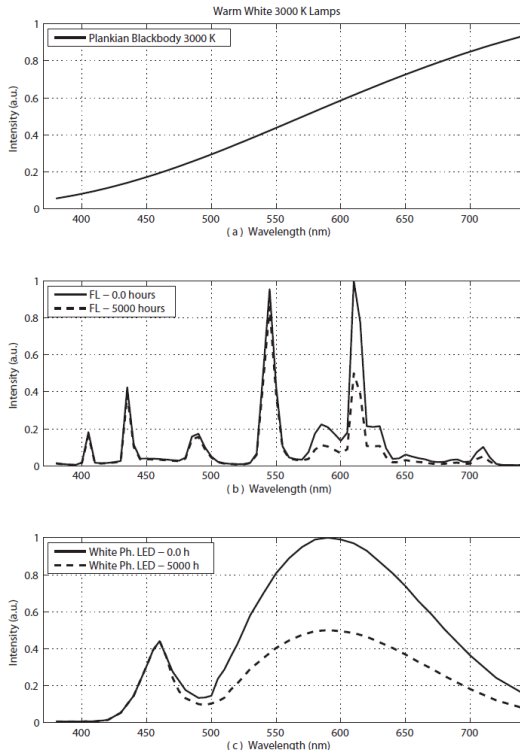 Warm White 3000 K Lamps
1
0.8
0.6
0.4
0.2
0
Intensity (a.u.)
Plankian Blackbody 3000 K
400 450 500 550 600 650 700
( a ) Wavelength (nm)
1
0.8
0.6
0.4
0.2
0
Intensity (a.u.)
FL – 0.0 hours
FL – 5000 hours
400 450 500 550 600 650 700
( b ) Wavelength (nm)
1
0.8
0.6
0.4
0.2
0
Intensity (a.u.)
White Ph. LED – 0.0 h
White Ph. LED – 5000 h
400 450 500 550 600 650 700
( c ) Wavelength (nm)